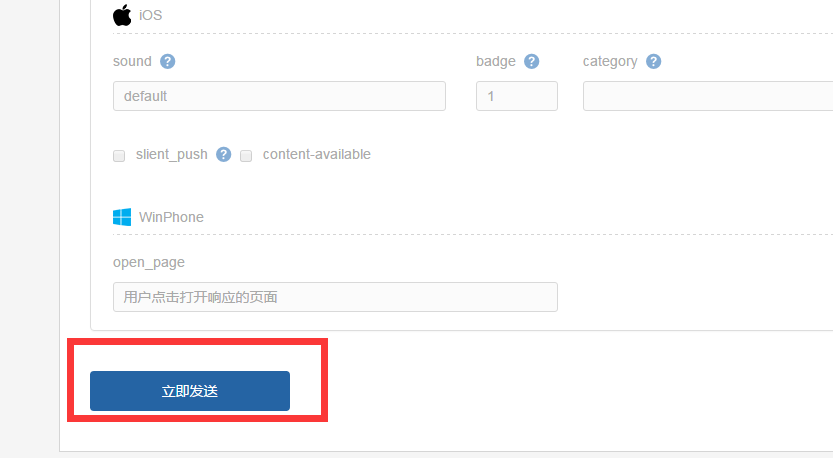 iOS
sound ? badge ? category ?
default 1
slient_push ? content-available
WinPhone
open_page
用户点击打开响应的页面
立即发送